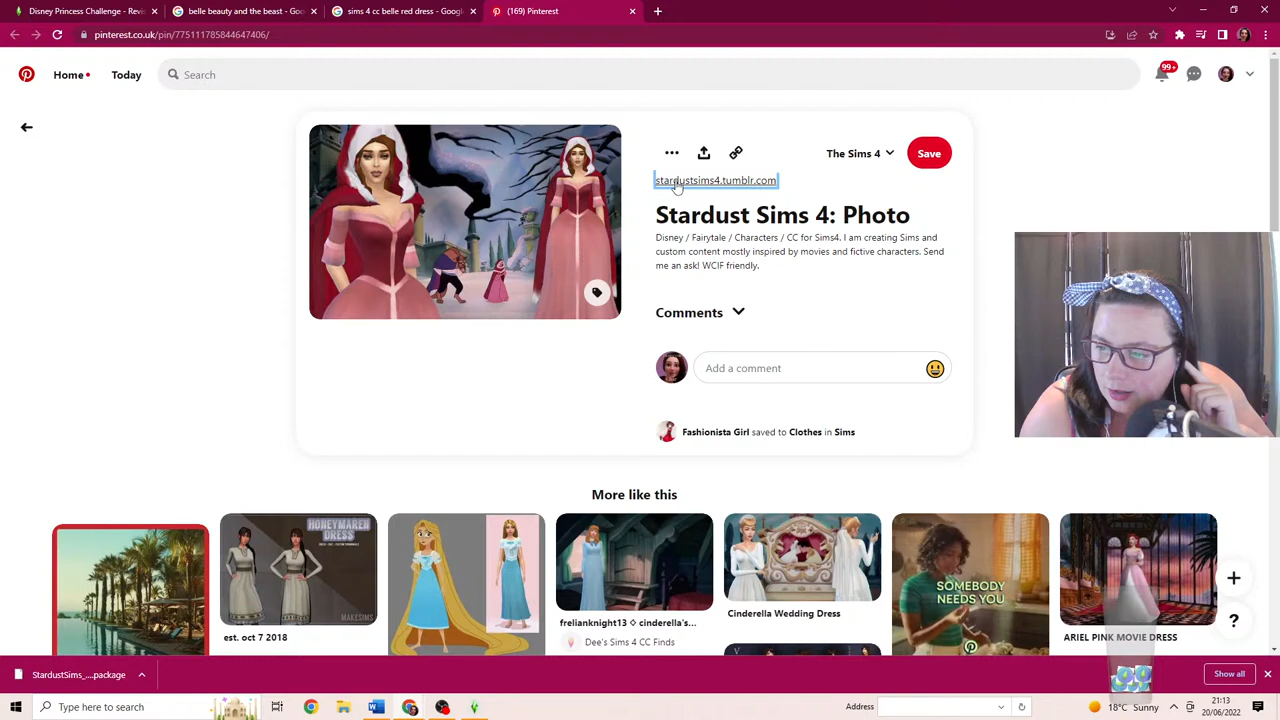 Disney Princess Challenge - Revi
belle beauty and the beast - Goo
sims 4 cc belle red dress - Googl
(169) Pinterest
pinterest.co.uk/pin/775111785844647406/
Home
Today
Search
99+
The Sims 4
Save
stardustsims4.tumblr.com
Stardust Sims 4: Photo
Disney / Fairytale / Characters / CC for Sims4. I am creating Sims and
custom content mostly inspired by movies and fictive characters. Send
me an ask! WCIF friendly.
Comments
Add a comment
Fashionista Girl saved to Clothes in Sims
More like this
HONEYMAREN
DRESS
MAKESIMS
est. oct 7 2018
frelianknight13 ◇ cinderella's...
Dee's Sims 4 CC Finds
Cinderella Wedding Dress
SOMEBODY
NEEDS YOU
ARIEL PINK MOVIE DRESS
+
?
StardustSims_....package
Show all
Type here to search
Address
18°C Sunny
21:13
20/06/2022